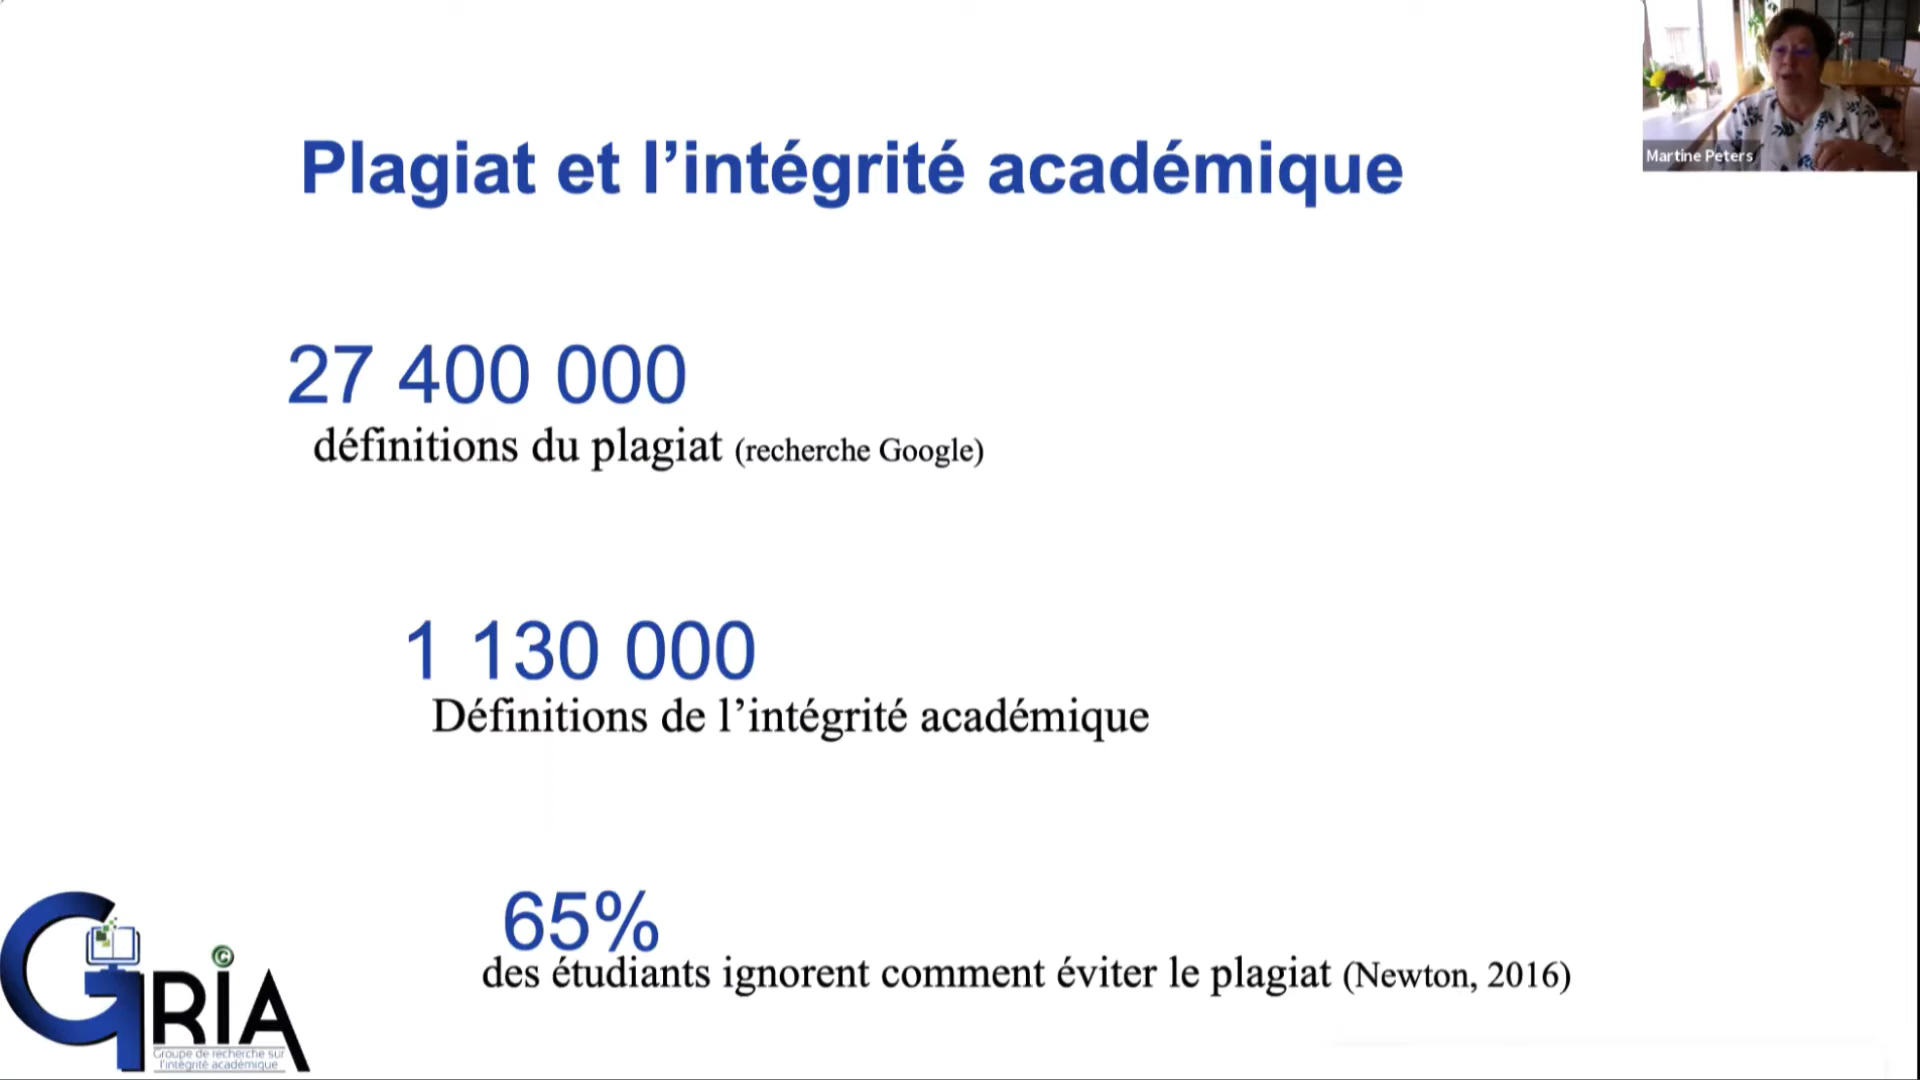 Plagiat et l’intégrité académique
Martine Peters
27 400 000
définitions du plagiat (recherche Google)
1 130 000
Définitions de l’intégrité académique
65%
des étudiants ignorent comment éviter le plagiat (Newton, 2016)
GRIA
©
Groupe de recherche sur
l'intégrité académique